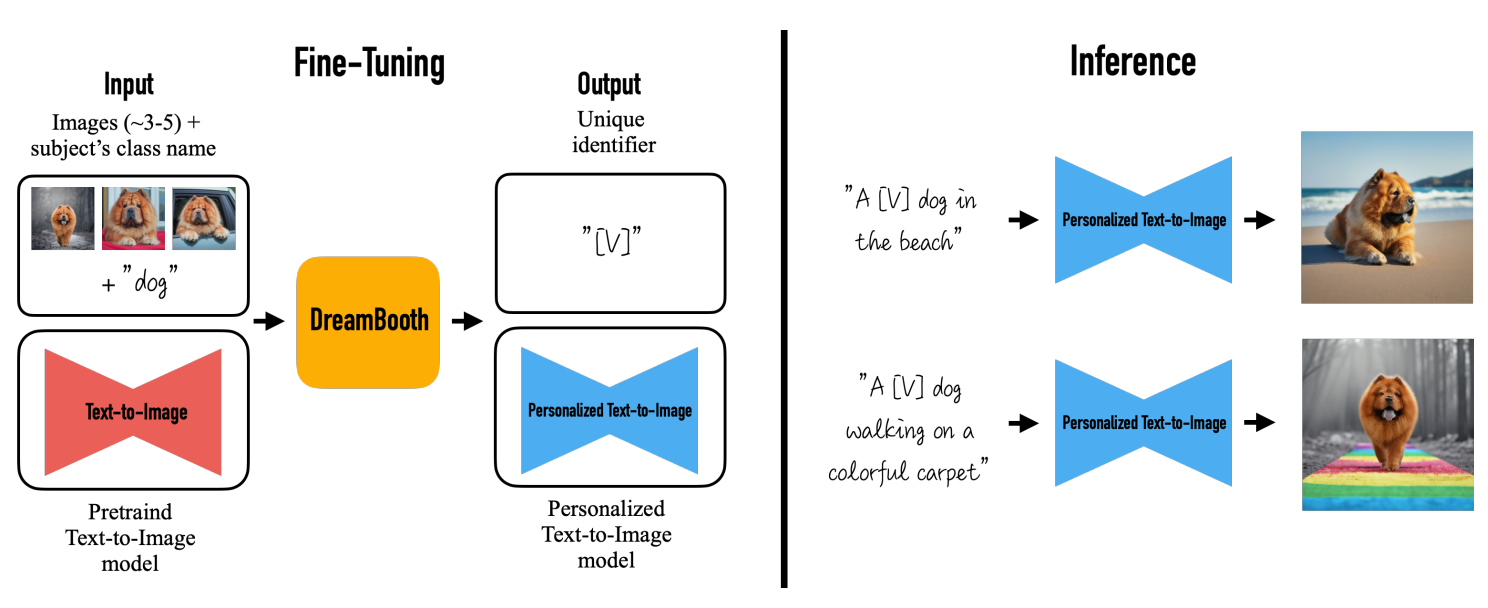 Fine-Tuning
Input
Images (~3-5) +
subject's class name
+ "dog"
Text-to-Image
Pretraind
Text-to-Image
model
DreamBooth
Output
Unique
identifier
"[V]"
Personalized Text-to-Image
Personalized
Text-to-Image
model
Inference
"A [V] dog in
the beach"
Personalized Text-to-Image
"A [V] dog
walking on a
colorful carpet"
Personalized Text-to-Image